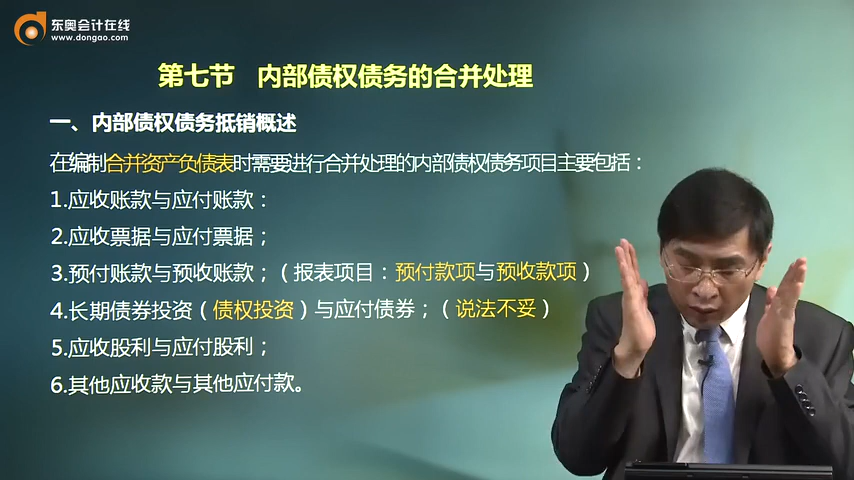 东奥会计在线
www.dongao.com
第七节 内部债权债务的合并处理
一、内部债权债务抵销概述
在编制合并资产负债表时需要进行合并处理的内部债权债务项目主要包括：
1.应收账款与应付账款：
2.应收票据与应付票据；
3.预付账款与预收账款；（报表项目：预付款项与预收款项）
4.长期债券投资（债权投资）与应付债券；（说法不妥）
5.应收股利与应付股利；
6.其他应收款与其他应付款。